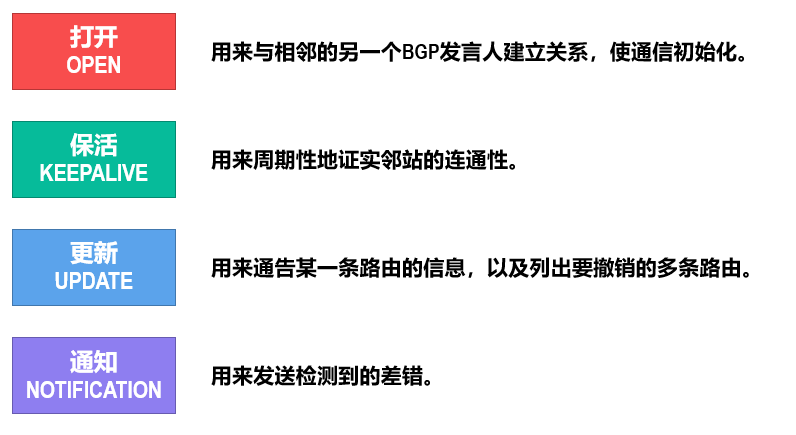 打开
OPEN
用来与相邻的另一个BGP发言人建立关系，使通信初始化。
保活
KEEPALIVE
用来周期性地证实邻站的连通性。
更新
UPDATE
用来通告某一条路由的信息，以及列出要撤销的多条路由。
通知
NOTIFICATION
用来发送检测到的差错。